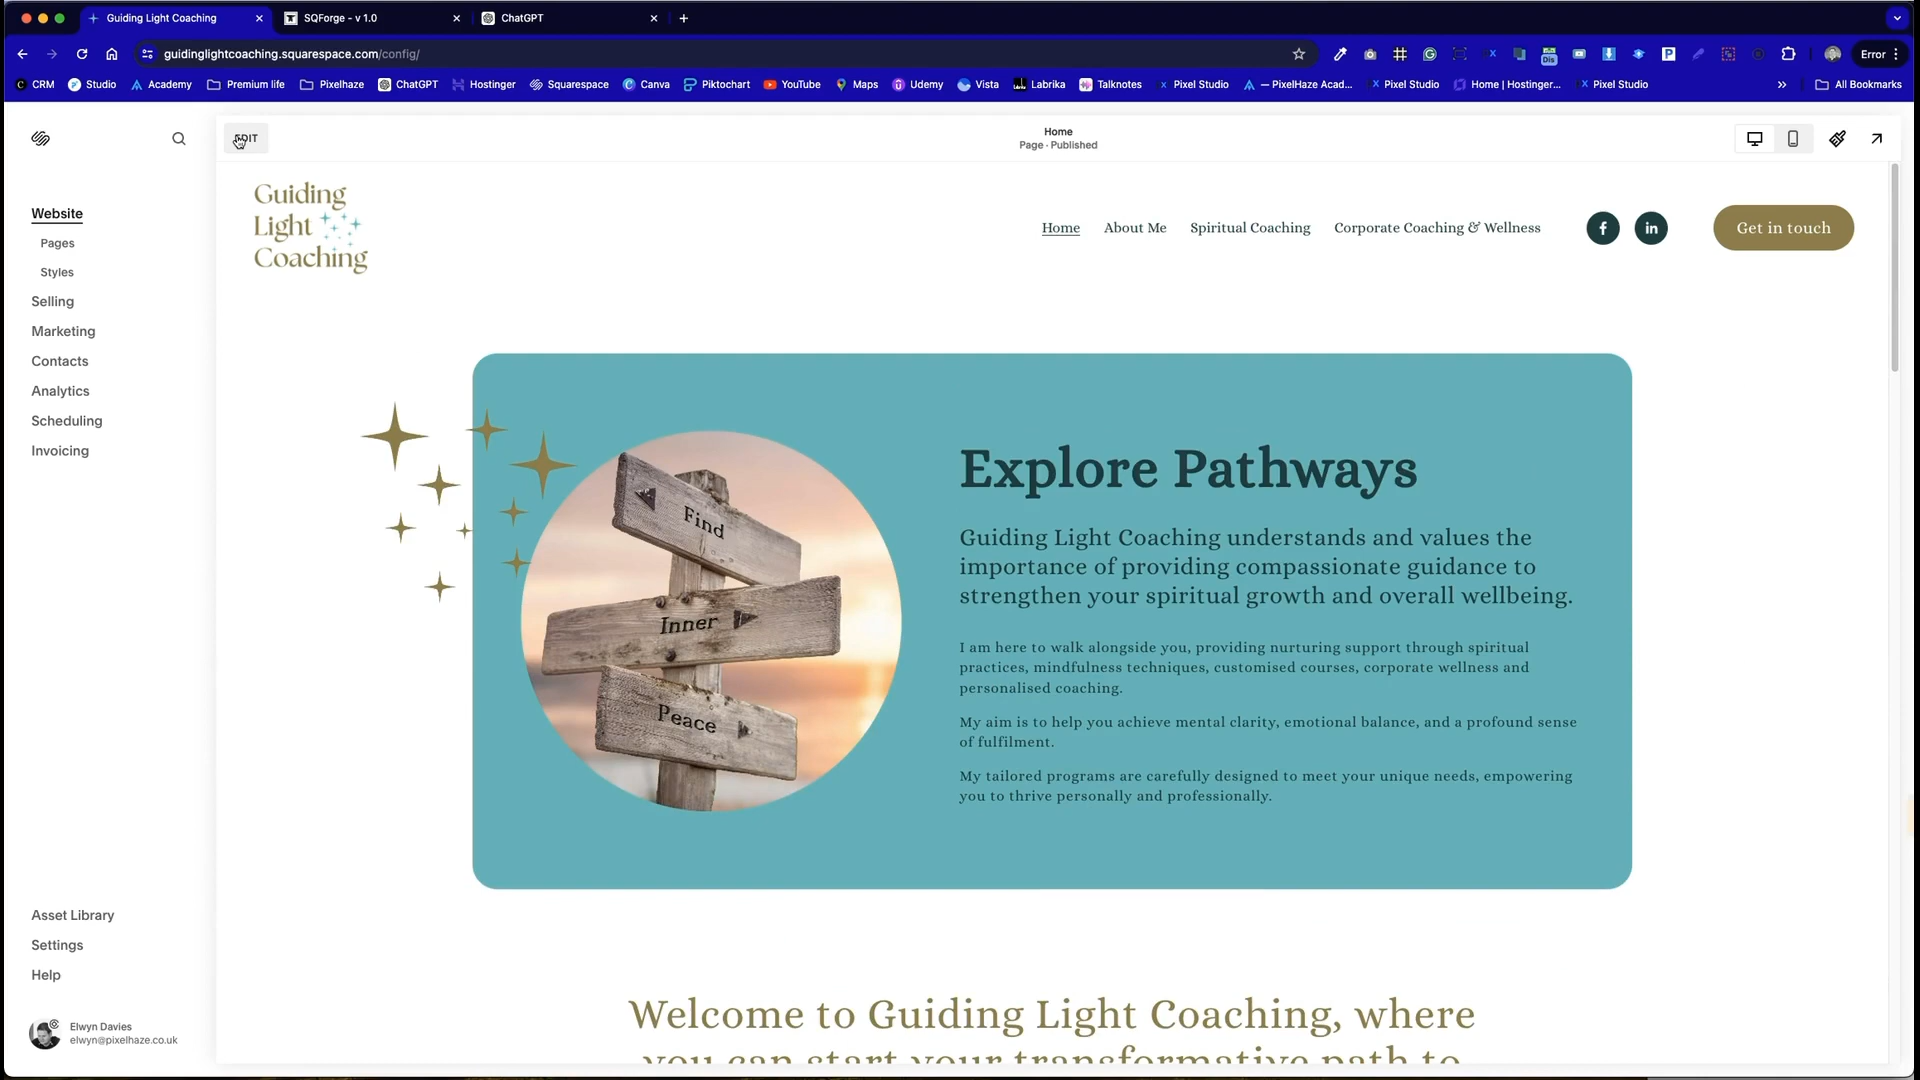 Guiding Light Coaching
SQForge - v 1.0
ChatGPT
guidinglightcoaching.squarespace.com/config/
Error
CRM
Studio
Academy
Premium life
Pixelhaze
ChatGPT
Hostinger
Squarespace
Canva
Piktochart
YouTube
Maps
Udemy
Vista
Labrika
Talknotes
Pixel Studio
— PixelHaze Acad...
Pixel Studio
Home | Hostinger...
Pixel Studio
All Bookmarks
Home
Page · Published
Website
Pages
Styles
Selling
Marketing
Contacts
Analytics
Scheduling
Invoicing
Asset Library
Settings
Help
Elwyn Davies
elwyn@pixelhaze.co.uk
Guiding
Light
Coaching
Home
About Me
Spiritual Coaching
Corporate Coaching & Wellness
Get in touch
Find
Inner
Peace
Explore Pathways
Guiding Light Coaching understands and values the
importance of providing compassionate guidance to
strengthen your spiritual growth and overall wellbeing.
I am here to walk alongside you, providing nurturing support through spiritual
practices, mindfulness techniques, customised courses, corporate wellness and
personalised coaching.
My aim is to help you achieve mental clarity, emotional balance, and a profound sense
of fulfilment.
My tailored programs are carefully designed to meet your unique needs, empowering
you to thrive personally and professionally.
Welcome to Guiding Light Coaching, where
you can start your transformative path to